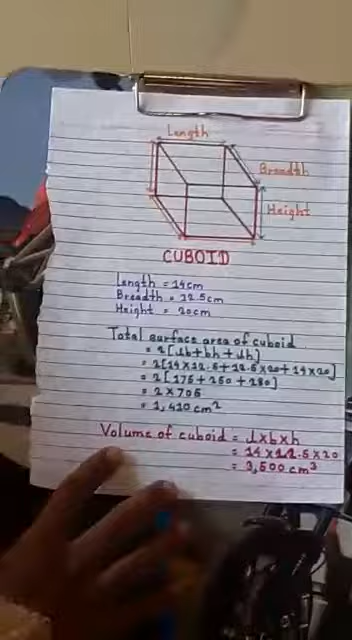 Length
Breadth
Height
CUBOID
Length = 14cm
Breadth = 12.5cm
Height = 20cm
Total surface area of cuboid
= 2[lb+bh+lh]
= 2[14×12.5+12.5×20+14×20]
= 2[175+250+280]
= 2×705
= 1,410 cm²
Volume of cuboid = l×b×h
= 14×12.5×20
= 3,500 cm³